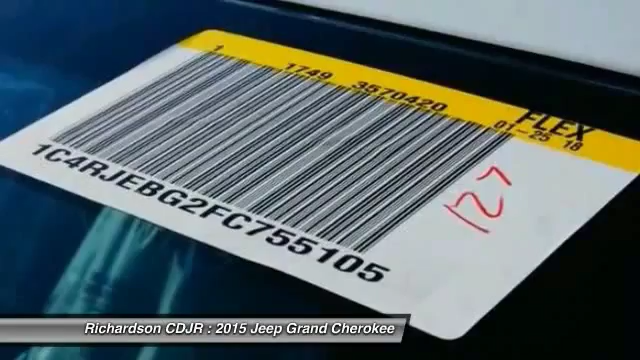 1 1749 3570420 FLEX
01-25 18
127
1C4RJEBG2FC755105
Richardson CDJR : 2015 Jeep Grand Cherokee